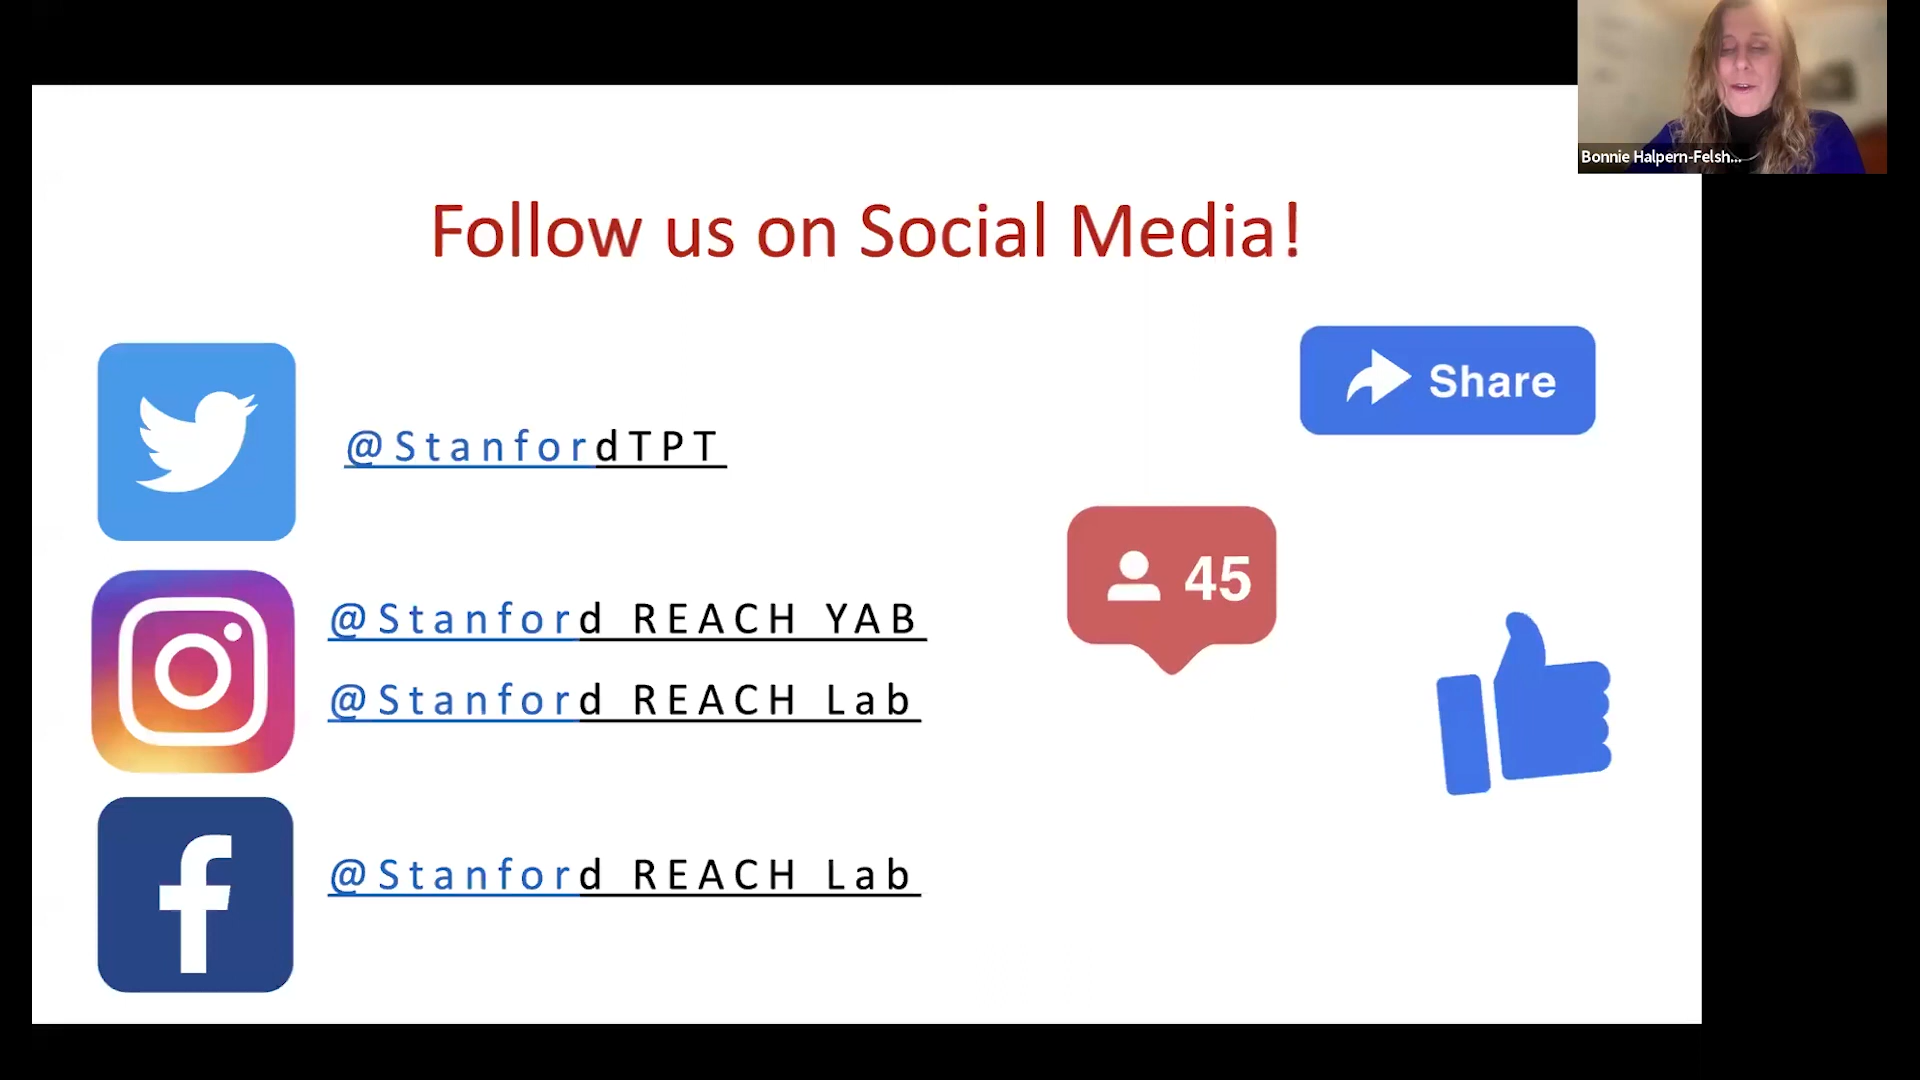 Bonnie Halpern-Felsh...
Follow us on Social Media!
Share
@StanfordTPT
45
@Stanford REACH YAB
@Stanford REACH Lab
@Stanford REACH Lab